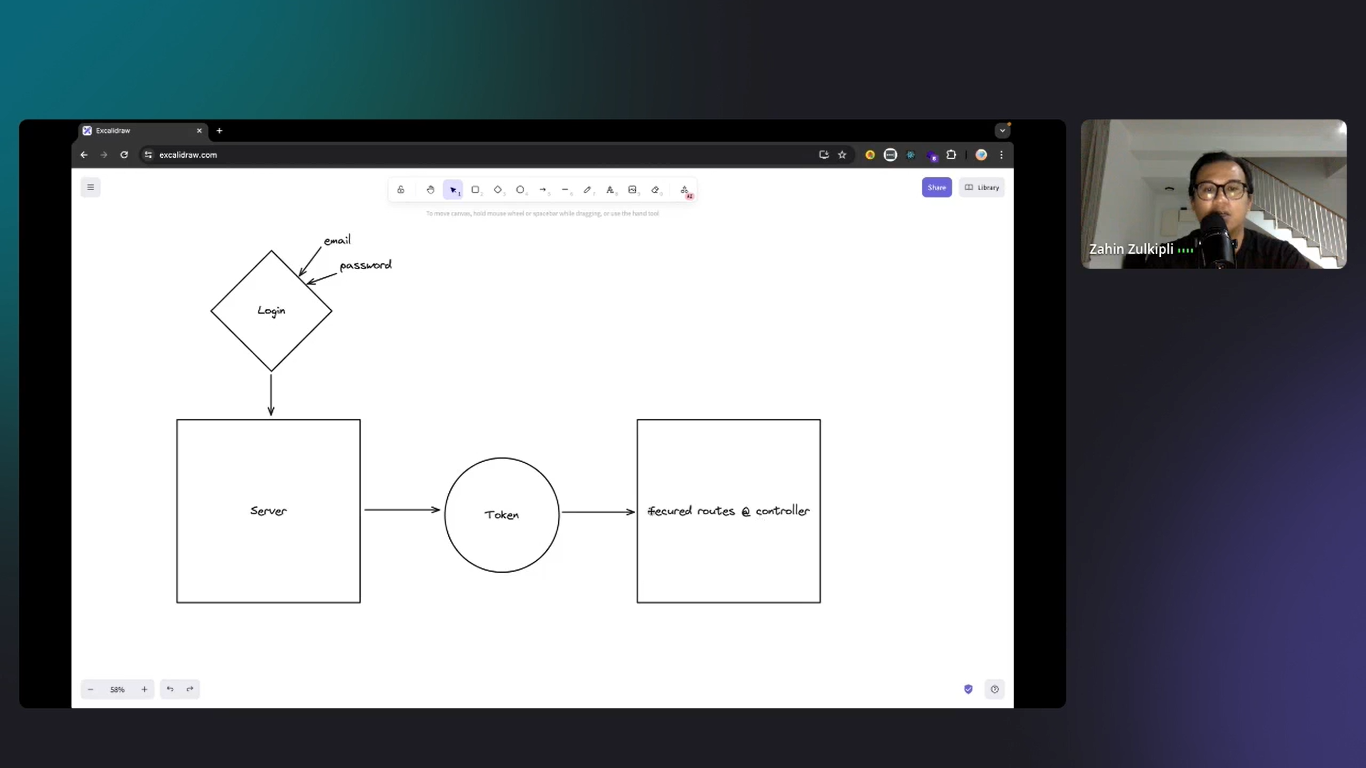 Excalidraw
excalidraw.com
Share
Library
To move canvas, hold mouse wheel or spacebar while dragging, or use the hand tool
email
password
Login
Zahin Zulkipli
Server
Token
secured routes @ controller
58%